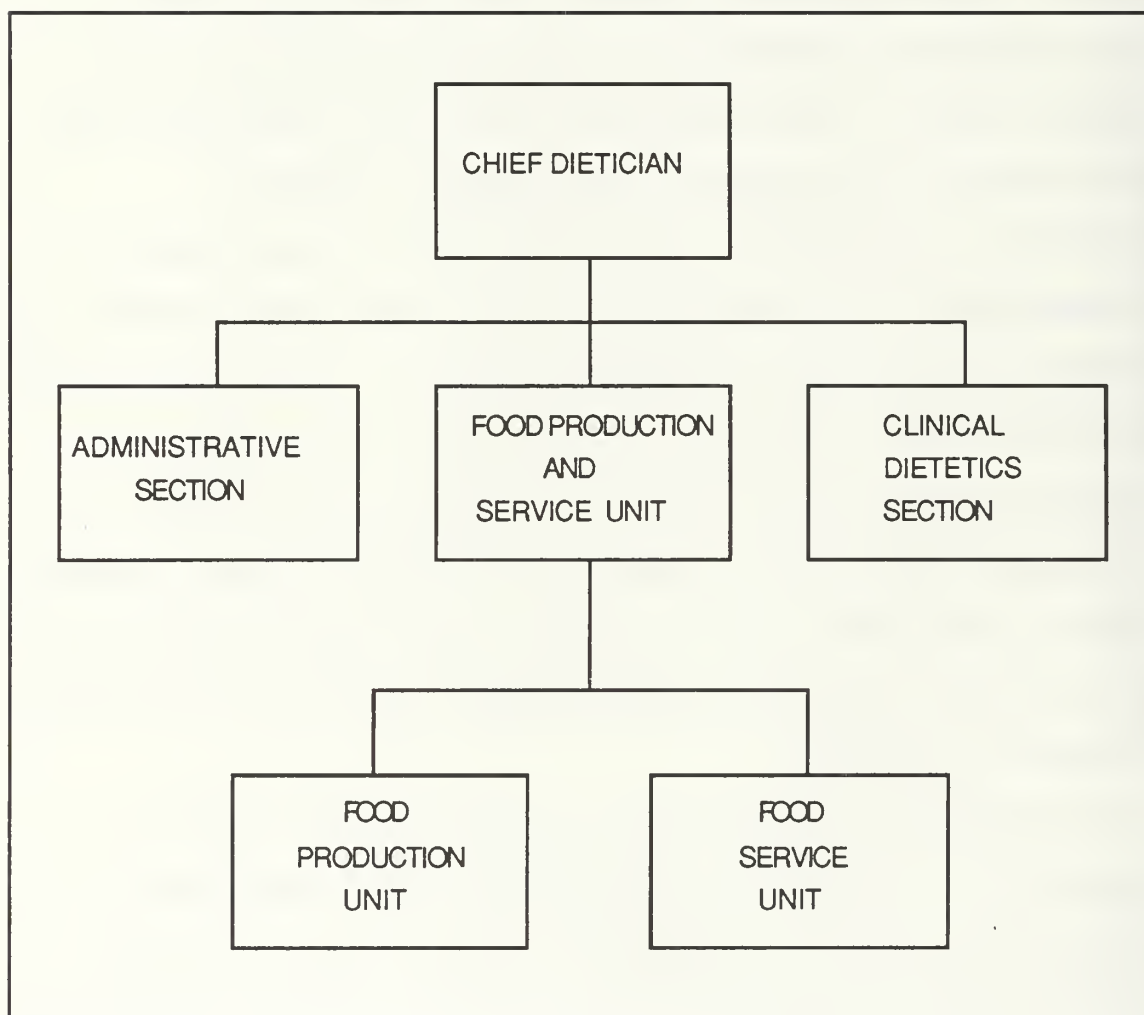 CHIEF DIETICIAN
ADMINISTRATIVE
SECTION
FOOD PRODUCTION
AND
SERVICE UNIT
CLINICAL
DIETETICS
SECTION
FOOD
PRODUCTION
UNIT
FOOD
SERVICE
UNIT